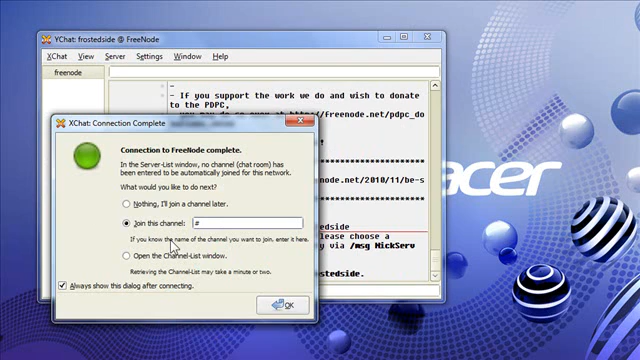 YChat: frostedside @ FreeNode
XChat View Server Settings Window Help
freenode
* -
* - If you support the work we do and wish to donate
to the PDPC,
freenode.net/pdpc_do
XChat: Connection Complete
Connection to FreeNode complete.
In the Server-List window, no channel (chat room) has
been entered to be automatically joined for this network.
What would you like to do next?
Nothing, I'll join a channel later.
Join this channel: #
If you know the name of the channel you want to join, enter it here.
Open the Channel-List window.
Retrieving the Channel-List may take a minute or two.
Always show this dialog after connecting.
OK
!
*********************
node.net/2010/11/be-s
*********************
stedside
lease choose a
y via /msg NickServ
stedside.
acer